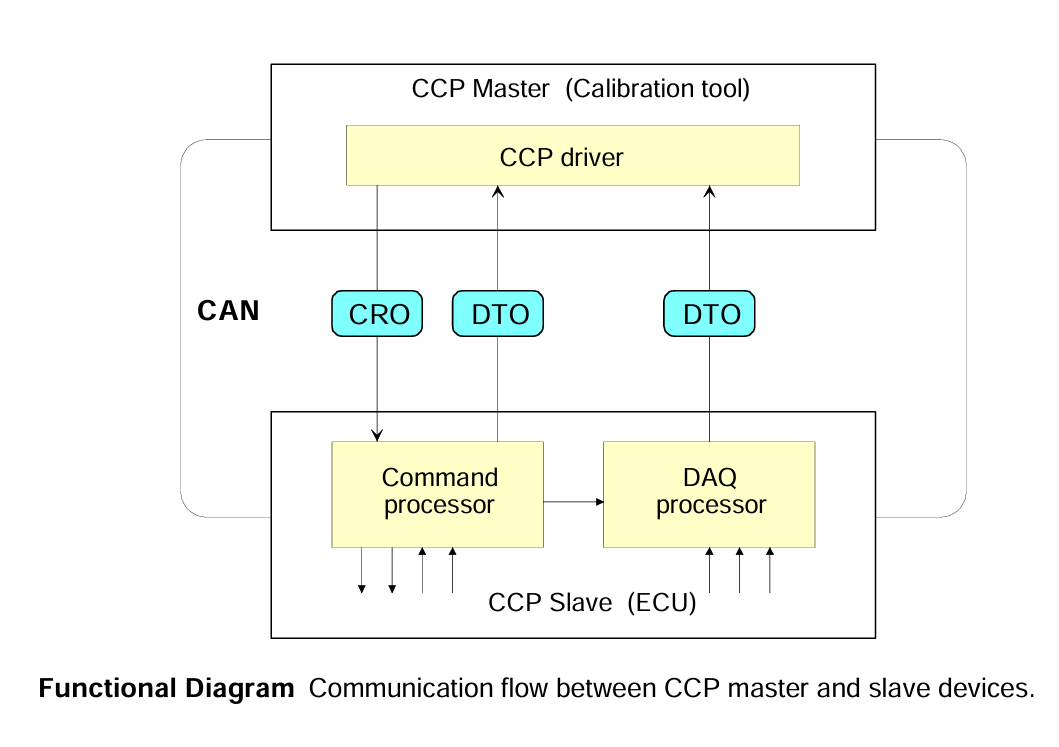 CCP Master (Calibration tool)
CCP driver
CAN
CRO
DTO
DTO
Command
processor
DAQ
processor
CCP Slave (ECU)
Functional Diagram Communication flow between CCP master and slave devices.